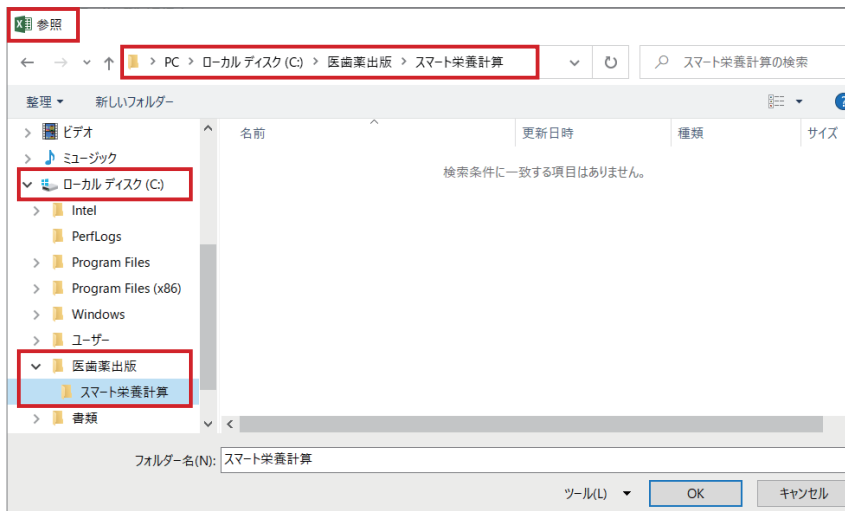 参照
PC › ローカル ディスク (C:) › 医歯薬出版 › スマート栄養計算
スマート栄養計算の検索
整理 新しいフォルダー
名前 更新日時 種類 サイズ
検索条件に一致する項目はありません。
ビデオ
ミュージック
ローカル ディスク (C:)
Intel
PerfLogs
Program Files
Program Files (x86)
Windows
ユーザー
医歯薬出版
スマート栄養計算
書類
フォルダー名(N): スマート栄養計算
ツール(L) OK キャンセル